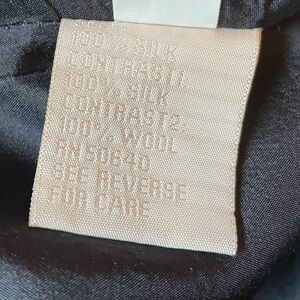 100% SILK
CONTRAST1:
100% SILK
CONTRAST2:
100% WOOL
RN 50640
SEE REVERSE
FOR CARE